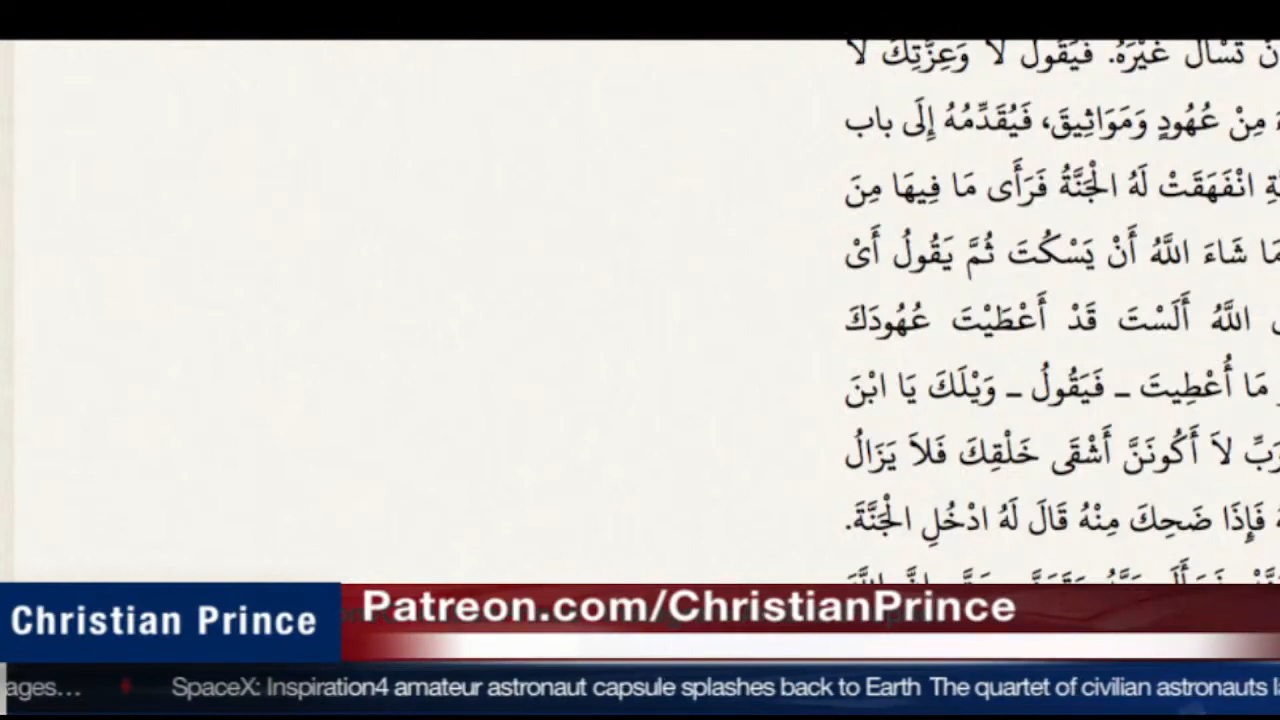 تَسْأَلَ غَيْرَهُ. فَيَقُولُ لاَ وَعِزَّتِكَ لاَ
مِنْ عُهُودٍ وَمَوَاثِيقَ، فَيُقَدِّمُهُ إِلَى باب
انْفَهَقَتْ لَهُ الْجَنَّةُ فَرَأَى مَا فِيهَا مِنَ
شَاءَ اللَّهُ أَنْ يَسْكُتَ ثُمَّ يَقُولُ أَىْ
اللَّهُ أَلَسْتَ قَدْ أَعْطَيْتَ عُهُودَكَ
مَا أُعْطِيتَ ـ فَيَقُولُ ـ وَيْلَكَ يَا ابْنَ
لاَ أَكُونَنَّ أَشْقَى خَلْقِكَ فَلاَ يَزَالُ
فَإِذَا ضَحِكَ مِنْهُ قَالَ لَهُ ادْخُلِ الْجَنَّةَ.
Christian Prince
Patreon.com/ChristianPrince
ages... SpaceX: Inspiration4 amateur astronaut capsule splashes back to Earth The quartet of civilian astronauts